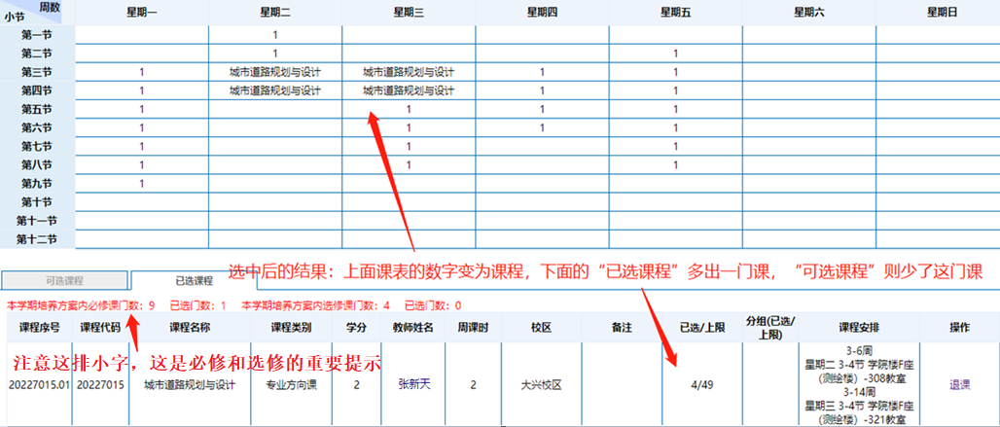 周数 小节 星期一 星期二 星期三 星期四 星期五 星期六 星期日
第一节 1
第二节 1 1
第三节 1 城市道路规划与设计 城市道路规划与设计 1 1
第四节 1 城市道路规划与设计 城市道路规划与设计 1 1
第五节 1 1 1 1
第六节 1 1 1 1
第七节 1 1 1
第八节 1 1 1
第九节 1
第十节
第十一节
第十二节
选中后的结果：上面课表的数字变为课程，下面的“已选课程”多出一门课，“可选课程”则少了这门课
可选课程 已选课程
本学期培养方案内必修课门数：9 已选门数：1 本学期培养方案内选修课门数：4 已选门数：0
课程序号 课程代码 课程名称 课程类别 学分 教师姓名 周课时 校区 备注 已选/上限 分组(已选/上限) 课程安排 操作
注意这排小字，这是必修和选修的重要提示
20227015.01 20227015 城市道路规划与设计 专业方向课 2 张新天 2 大兴校区 4/49
3-6周
星期二 3-4节 学院楼F座
（测绘楼）-308教室
3-14周
星期三 3-4节 学院楼F座
（测绘楼）-321教室
退课